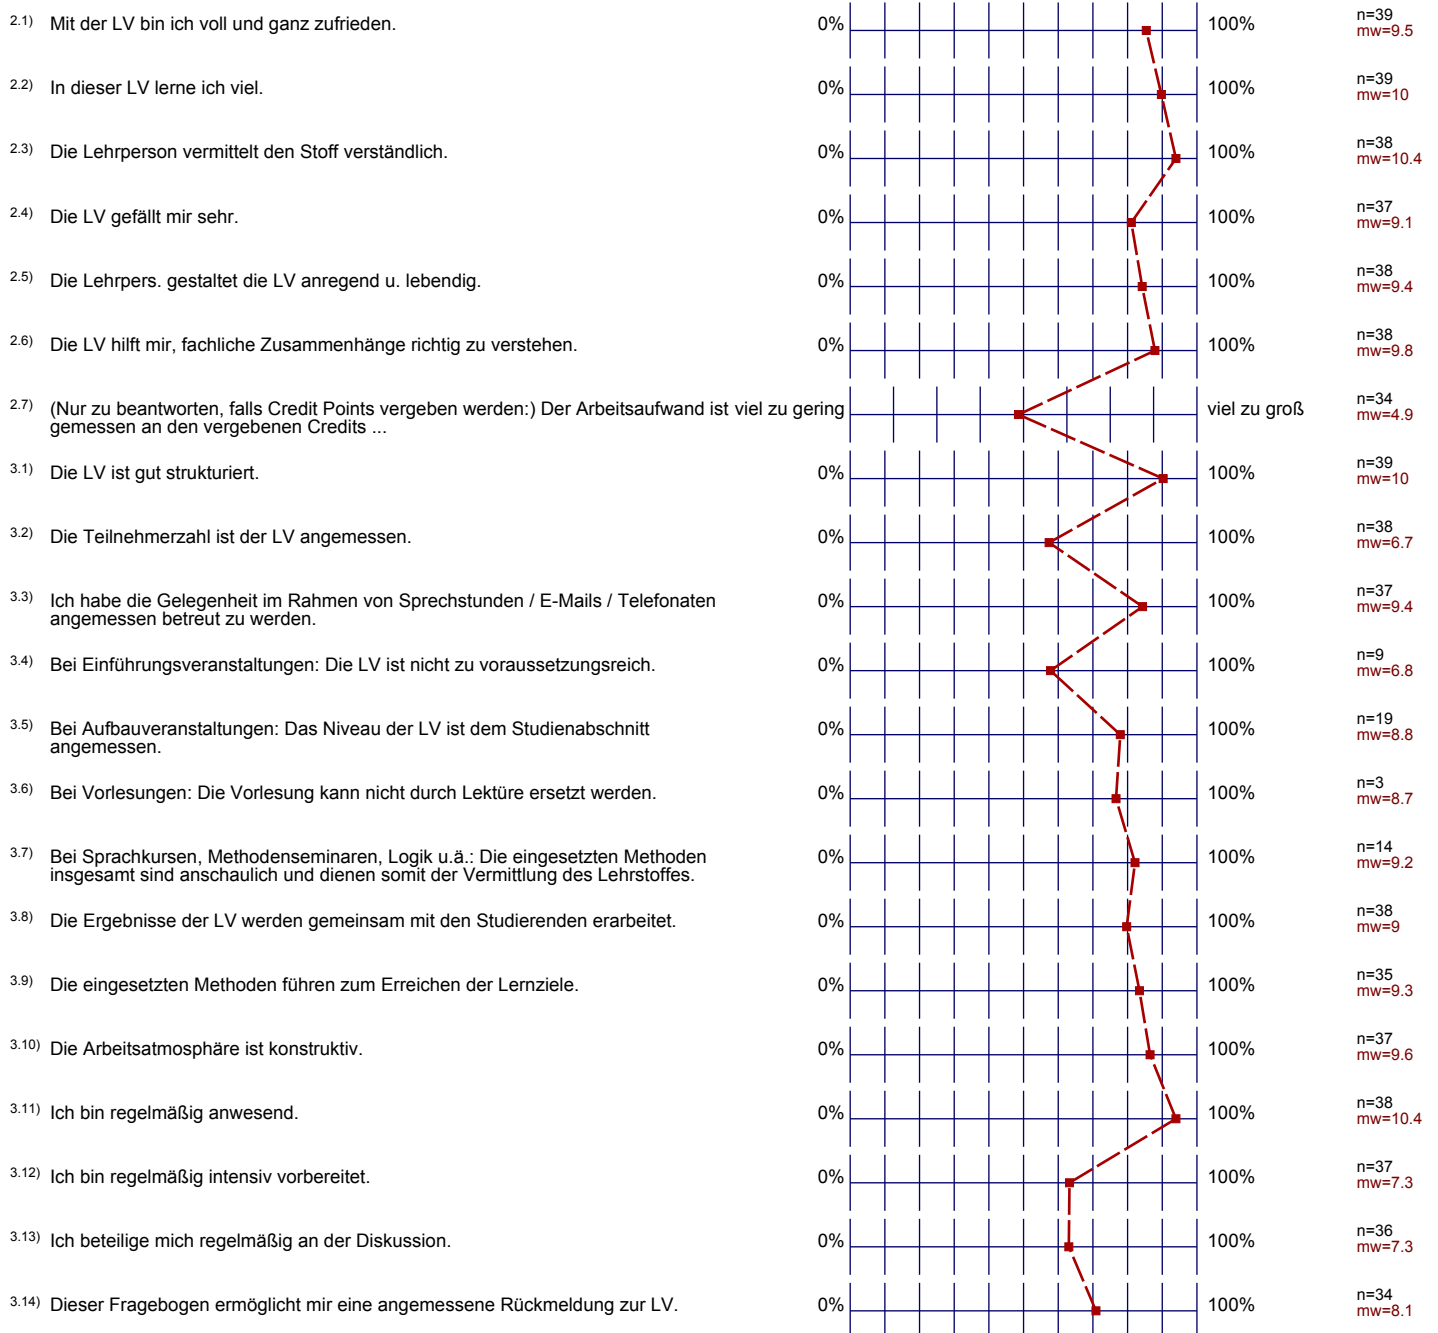 2.1) Mit der LV bin ich voll und ganz zufrieden. 0% 100% n=39
mw=9.5
2.2) In dieser LV lerne ich viel. 0% 100% n=39
mw=10
2.3) Die Lehrperson vermittelt den Stoff verständlich. 0% 100% n=38
mw=10.4
2.4) Die LV gefällt mir sehr. 0% 100% n=37
mw=9.1
2.5) Die Lehrpers. gestaltet die LV anregend u. lebendig. 0% 100% n=38
mw=9.4
2.6) Die LV hilft mir, fachliche Zusammenhänge richtig zu verstehen. 0% 100% n=38
mw=9.8
2.7) (Nur zu beantworten, falls Credit Points vergeben werden:) Der Arbeitsaufwand ist viel zu gering viel zu groß n=34
gemessen an den vergebenen Credits ... mw=4.9
3.1) Die LV ist gut strukturiert. 0% 100% n=39
mw=10
3.2) Die Teilnehmerzahl ist der LV angemessen. 0% 100% n=38
mw=6.7
3.3) Ich habe die Gelegenheit im Rahmen von Sprechstunden / E-Mails / Telefonaten 0% 100% n=37
angemessen betreut zu werden. mw=9.4
3.4) Bei Einführungsveranstaltungen: Die LV ist nicht zu voraussetzungsreich. 0% 100% n=9
mw=6.8
3.5) Bei Aufbauveranstaltungen: Das Niveau der LV ist dem Studienabschnitt 0% 100% n=19
angemessen. mw=8.8
3.6) Bei Vorlesungen: Die Vorlesung kann nicht durch Lektüre ersetzt werden. 0% 100% n=3
mw=8.7
3.7) Bei Sprachkursen, Methodenseminaren, Logik u.ä.: Die eingesetzten Methoden 0% 100% n=14
insgesamt sind anschaulich und dienen somit der Vermittlung des Lehrstoffes. mw=9.2
3.8) Die Ergebnisse der LV werden gemeinsam mit den Studierenden erarbeitet. 0% 100% n=38
mw=9
3.9) Die eingesetzten Methoden führen zum Erreichen der Lernziele. 0% 100% n=35
mw=9.3
3.10) Die Arbeitsatmosphäre ist konstruktiv. 0% 100% n=37
mw=9.6
3.11) Ich bin regelmäßig anwesend. 0% 100% n=38
mw=10.4
3.12) Ich bin regelmäßig intensiv vorbereitet. 0% 100% n=37
mw=7.3
3.13) Ich beteilige mich regelmäßig an der Diskussion. 0% 100% n=36
mw=7.3
3.14) Dieser Fragebogen ermöglicht mir eine angemessene Rückmeldung zur LV. 0% 100% n=34
mw=8.1